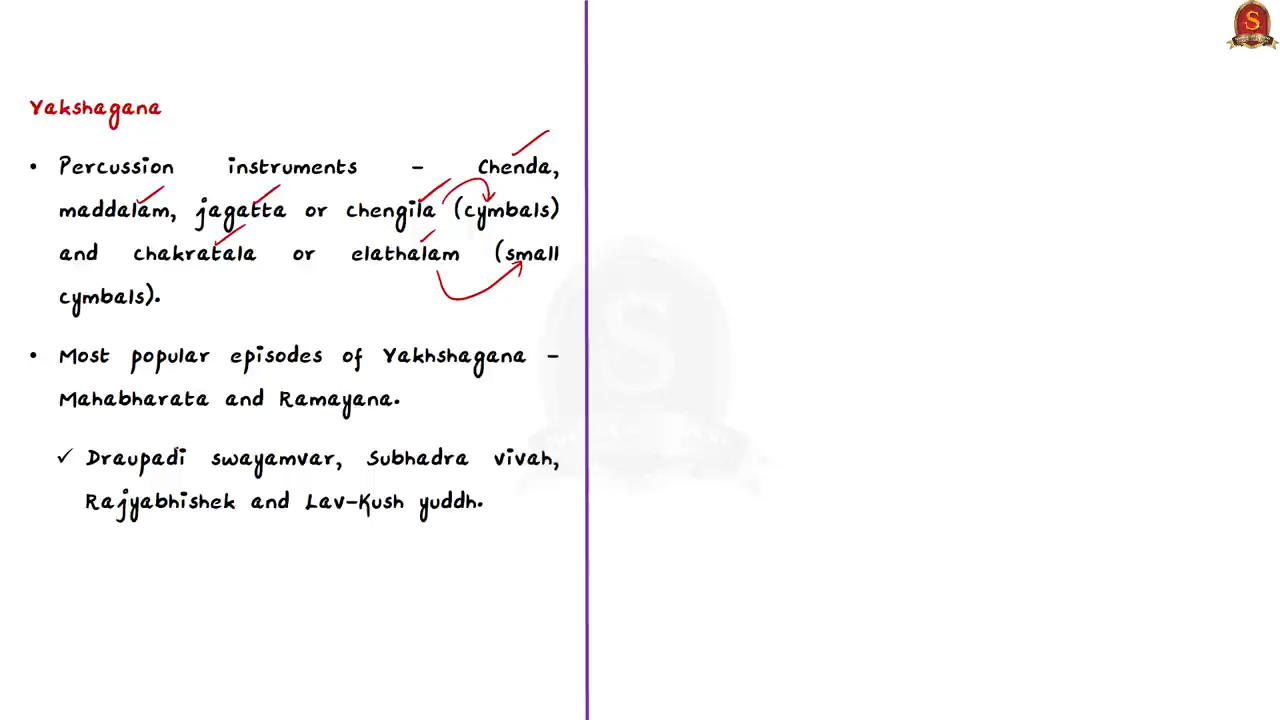 Yakshagana
• Percussion instruments - Chenda,
maddalam, jagatta or chengila (cymbals)
and chakratala or elathalam (small
cymbals).
• Most popular episodes of Yakhshagana -
Mahabharata and Ramayana.
✓ Draupadi swayamvar, Subhadra vivah,
Rajyabhishek and Lav-Kush yuddh.
S
S